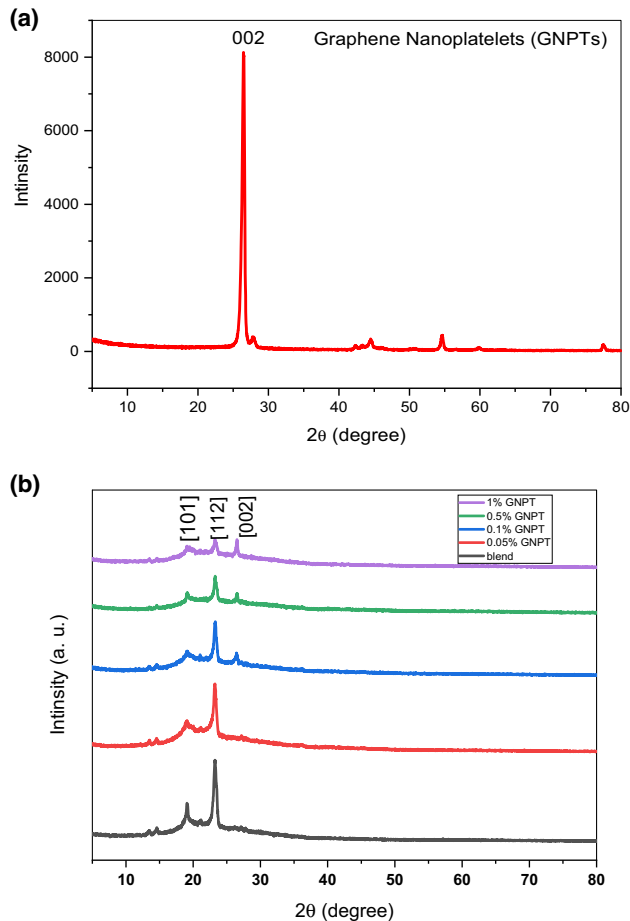 (a)
002
Graphene Nanoplatelets (GNPTs)
8000
6000
4000
2000
0
Intinsity
10 20 30 40 50 60 70 80
2θ (degree)
(b)
[101]
[112]
[002]
1% GNPT
0.5% GNPT
0.1% GNPT
0.05% GNPT
blend
Intinsity (a. u.)
10 20 30 40 50 60 70 80
2θ (degree)